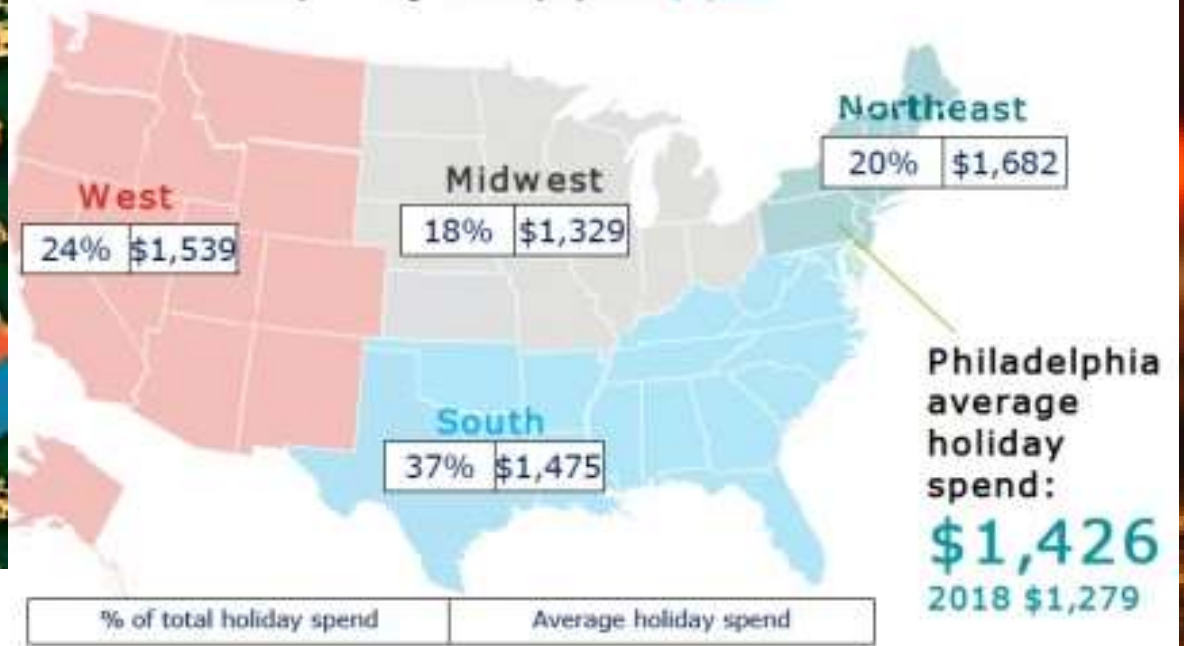 Northeast
20% $1,682
Midwest
18% $1,329
West
24% $1,539
South
37% $1,475
Philadelphia
average
holiday
spend:
$1,426
2018 $1,279
% of total holiday spend Average holiday spend